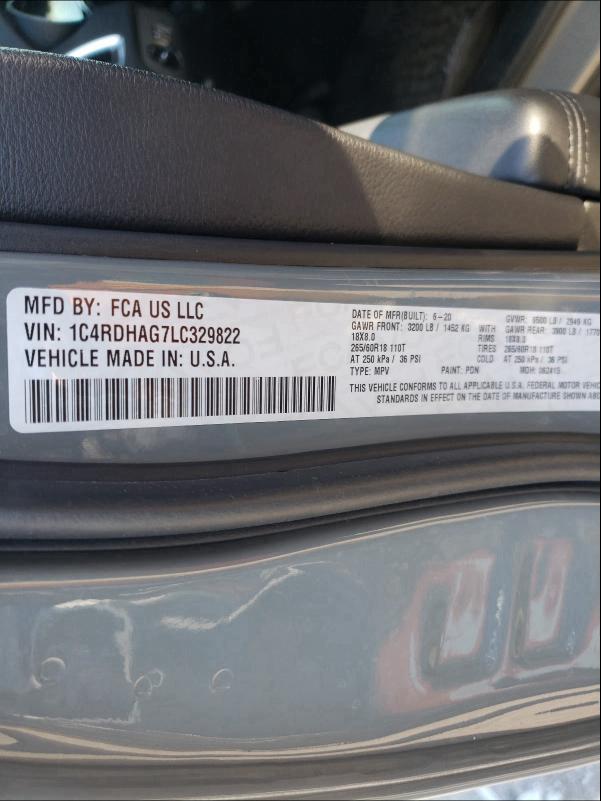 MFD BY: FCA US LLC
VIN: 1C4RDHAG7LC329822
VEHICLE MADE IN: U.S.A.
DATE OF MFR(BUILT): 6-20 GVWR: 6500 LB / 2949 KG
GAWR FRONT: 3200 LB / 1452 KG WITH GAWR REAR: 3900 LB / 1770
18X8.0 RIMS 18X8.0
265/60R18 110T TIRES 265/60R18 110T
AT 250 kPa / 36 PSI COLD AT 250 kPa / 36 PSI
TYPE: MPV PAINT: PDN MDH: 062415
THIS VEHICLE CONFORMS TO ALL APPLICABLE U.S.A. FEDERAL MOTOR VEHIC
STANDARDS IN EFFECT ON THE DATE OF MANUFACTURE SHOWN ABO